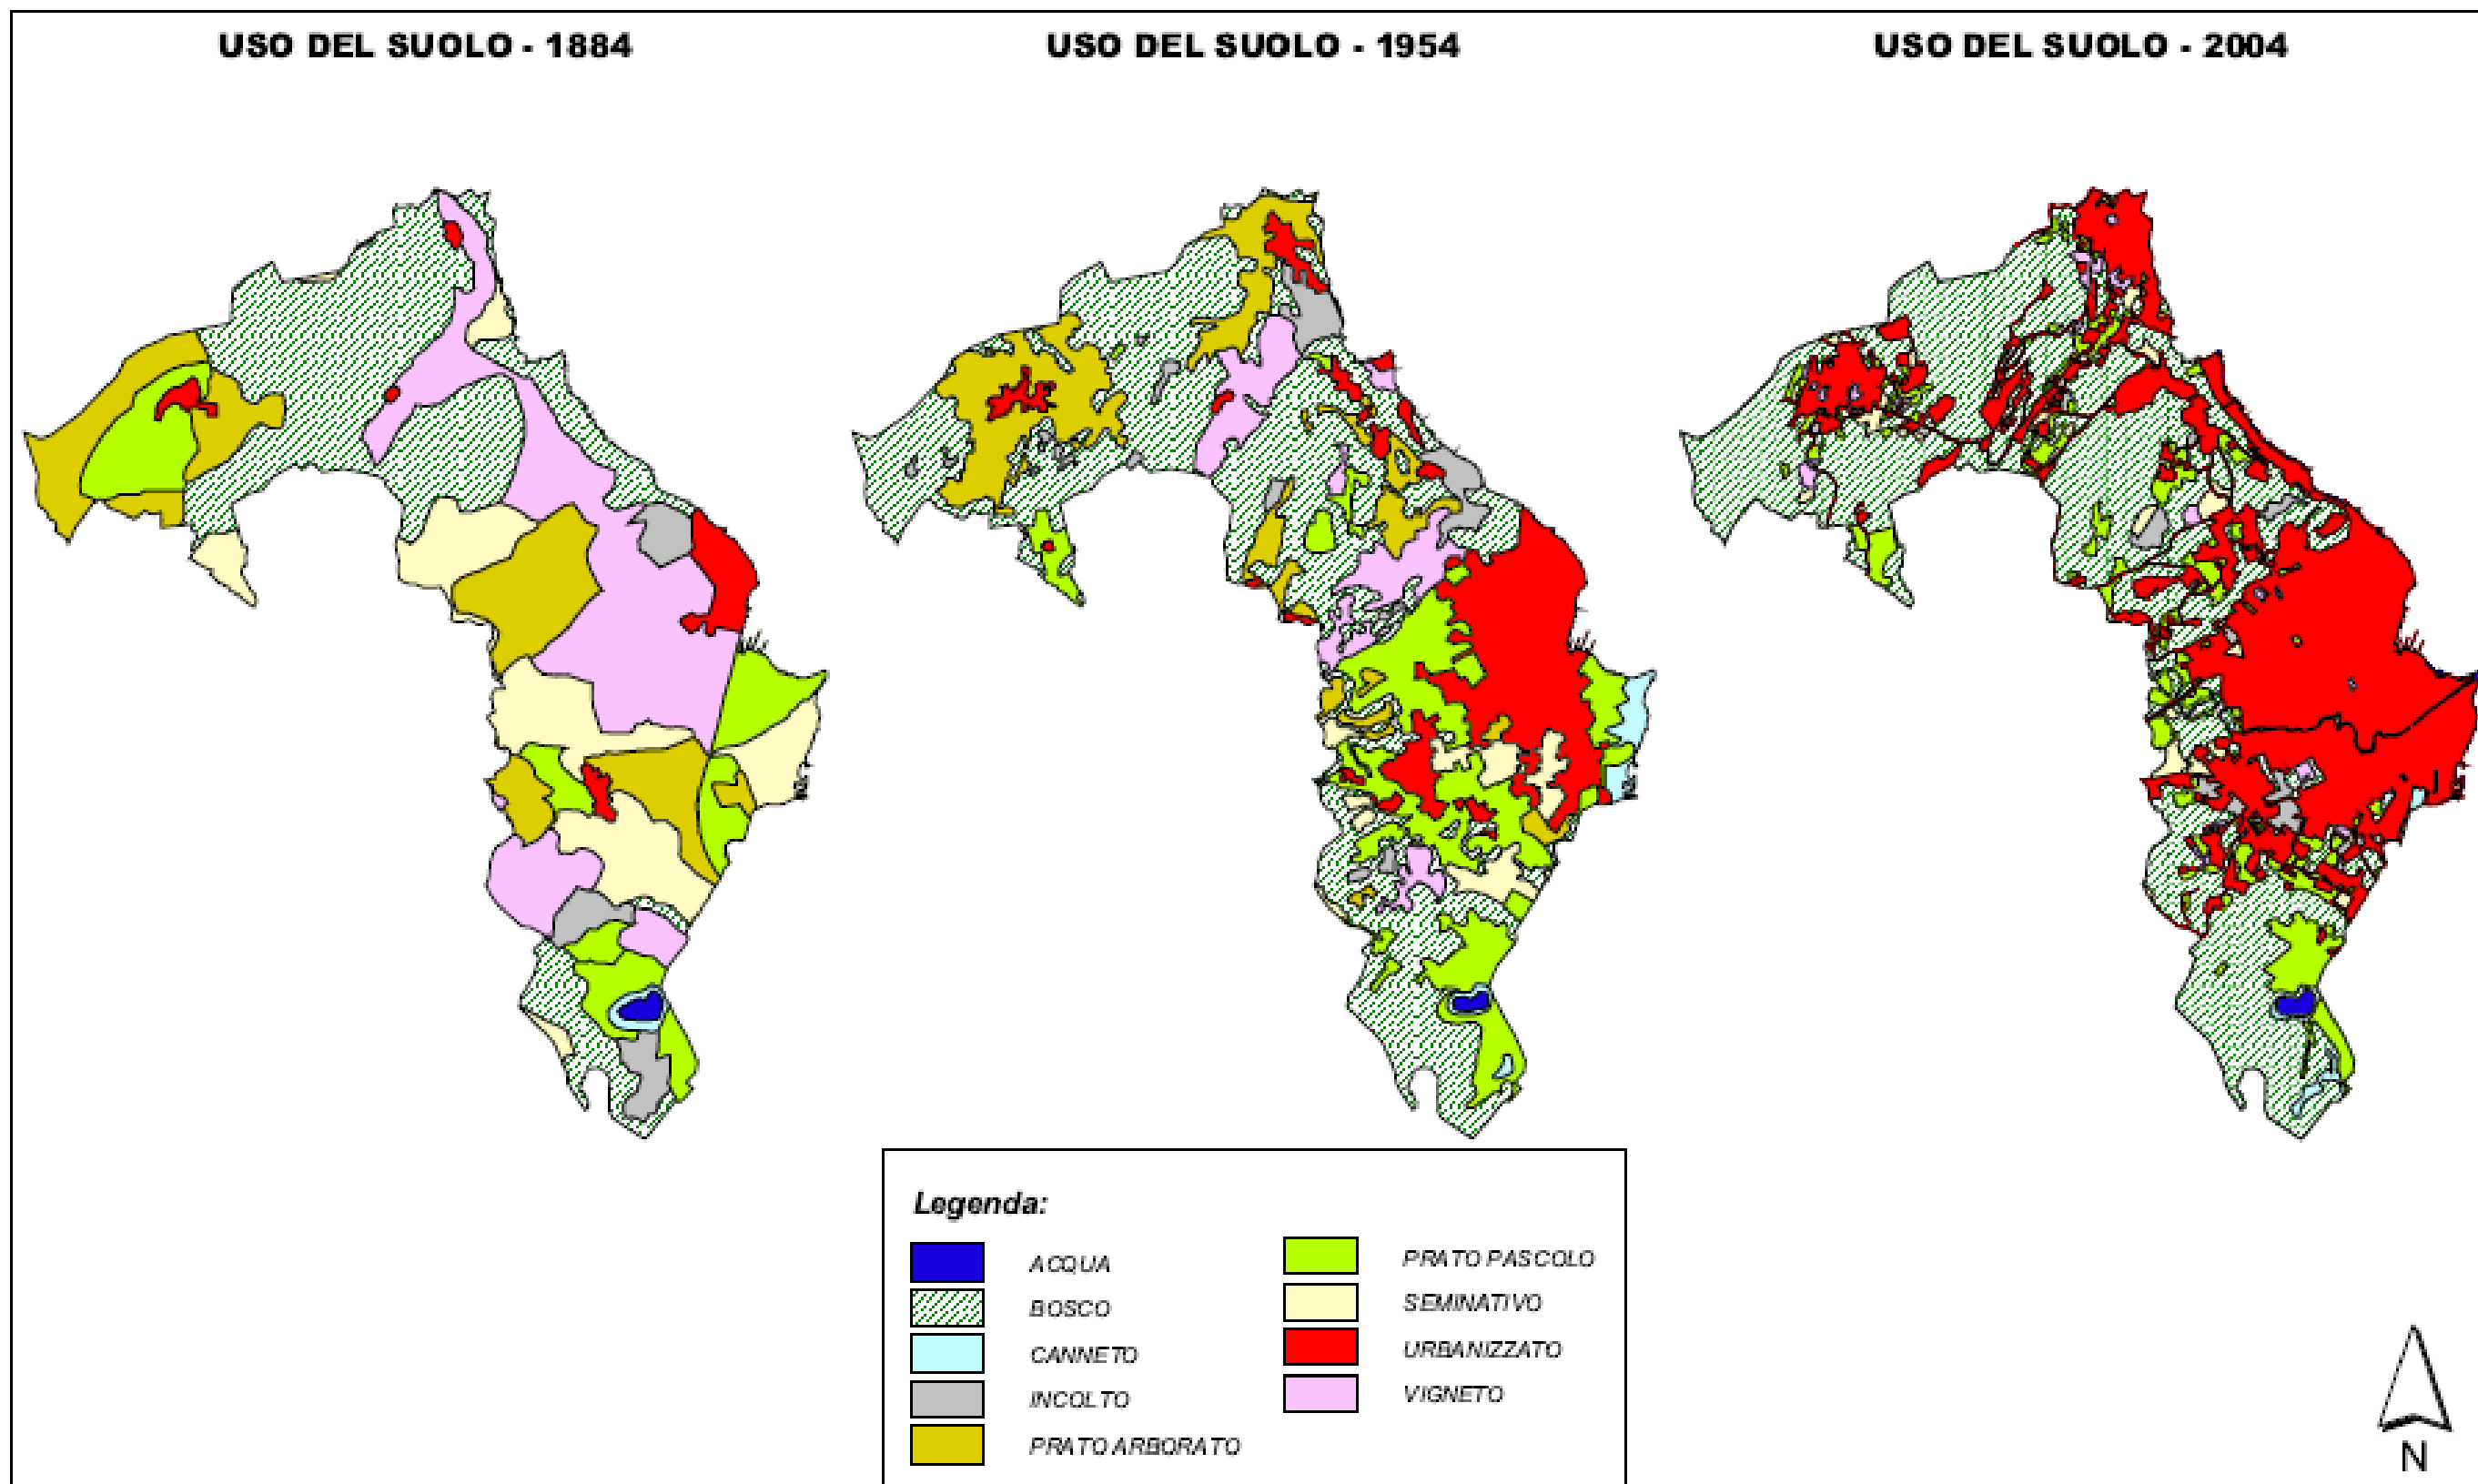 USO DEL SUOLO - 1884
USO DEL SUOLO - 1954
USO DEL SUOLO - 2004
Legenda:
ACQUA
BOSCO
CANNETO
INCOLTO
PRATO ARBORATO
PRATO PASCOLO
SEMINATIVO
URBANIZZATO
VIGNETO
N